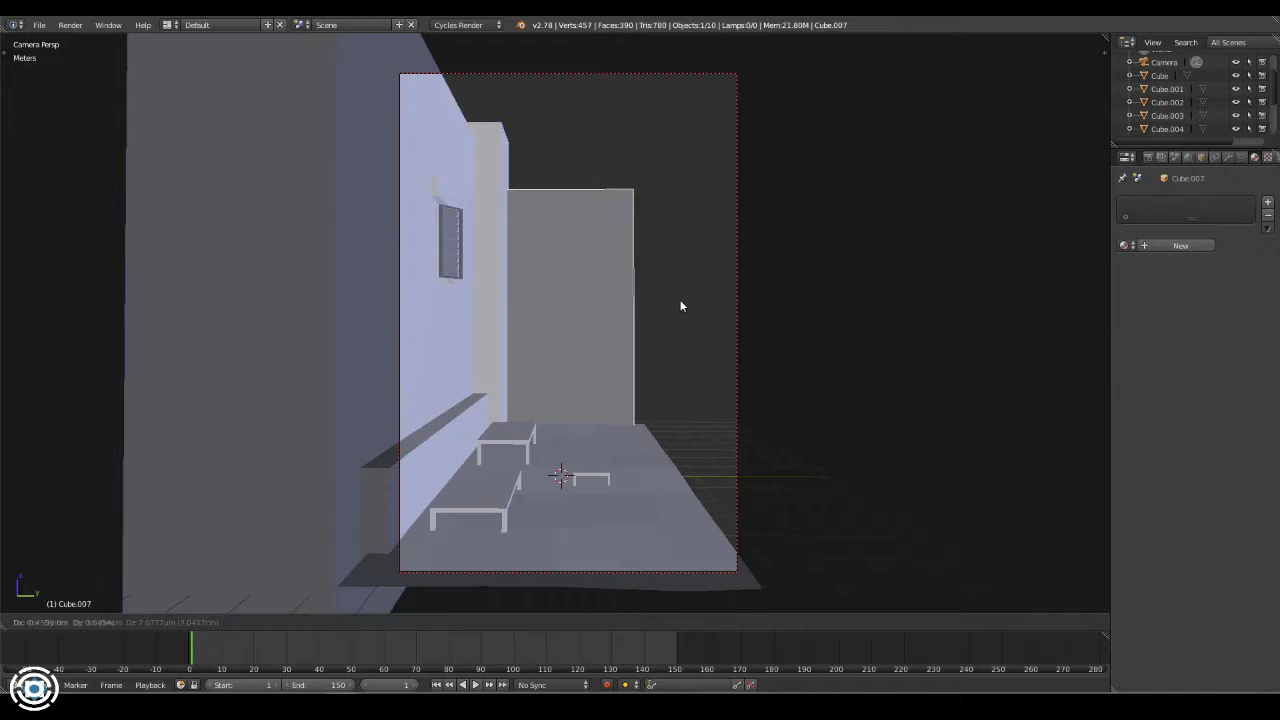 File Render Window Help Default Scene Cycles Render v2.78 | Verts:457 | Faces:390 | Tris:780 | Objects:1/10 | Lamps:0/0 | Mem:21.80M | Cube.007
Camera Persp
Meters
View Search All Scenes
Camera
Cube
Cube.001
Cube.002
Cube.003
Cube.004
Cube.007
New
z
y
(1) Cube.007
-40 -30 -20 -10 0 10 20 30 40 50 60 70 80 90 100 110 120 130 140 150 160 170 180 190 200 210 220 230 240 250 260 270 280
Marker Frame Playback Start: 1 End: 150 1 No Sync